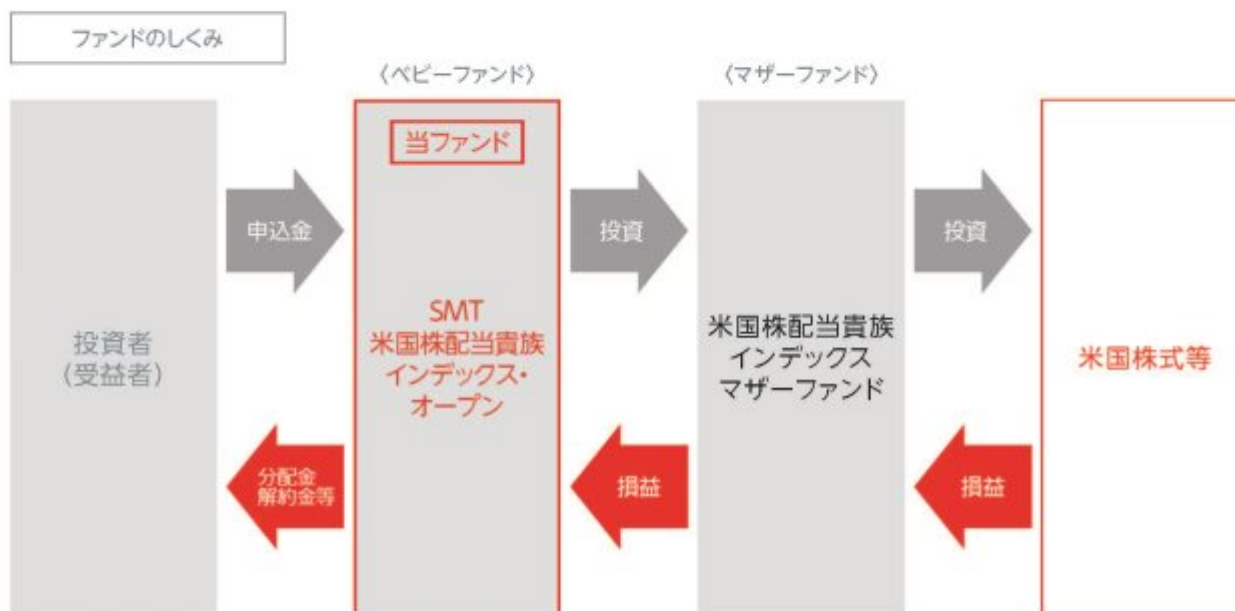 ファンドのしくみ
〈ベビーファンド〉
〈マザーファンド〉
当ファンド
申込金
投資
投資
投資者
(受益者)
SMT
米国株配当貴族
インデックス・
オープン
米国株配当貴族
インデックス
マザーファンド
米国株式等
分配金
解約金等
損益
損益